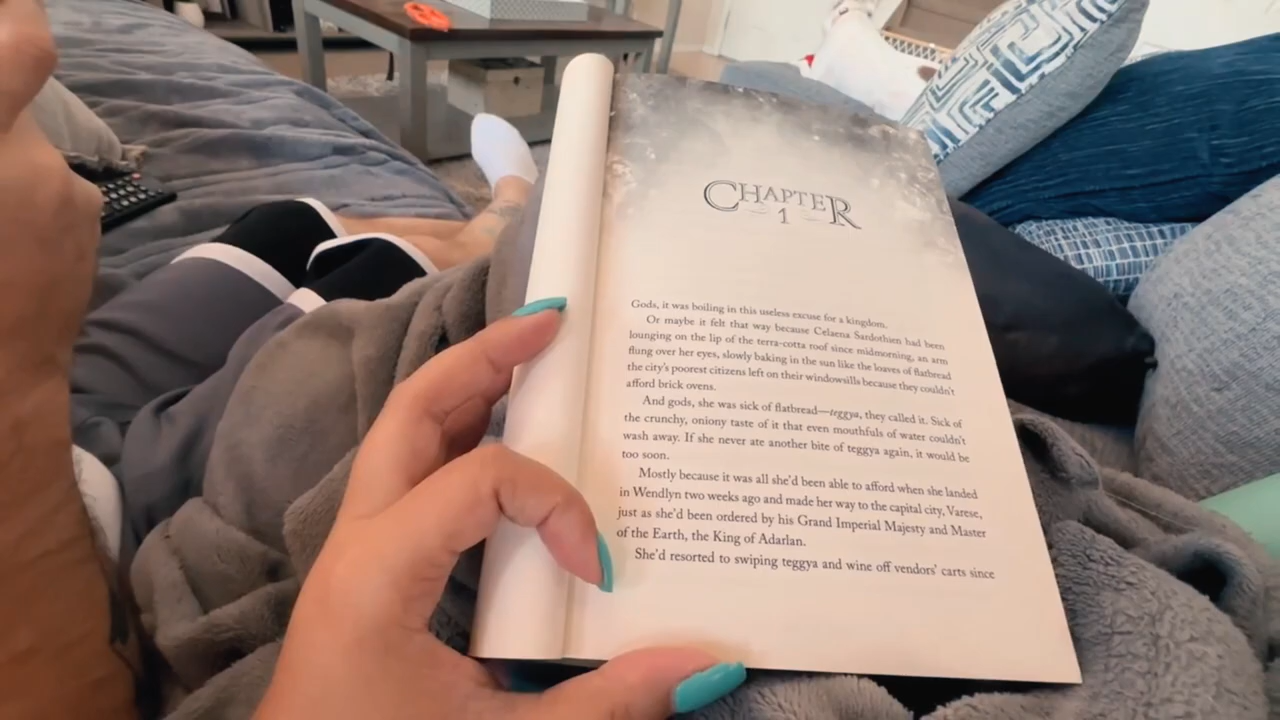 CHAPTER
1
Gods, it was boiling in this useless excuse for a kingdom.
Or maybe it felt that way because Celaena Sardothien had been
lounging on the lip of the terra-cotta roof since midmorning, an arm
flung over her eyes, slowly baking in the sun like the loaves of flatbread
the city's poorest citizens left on their windowsills because they couldn't
afford brick ovens.
And gods, she was sick of flatbread—teggya, they called it. Sick of
the crunchy, oniony taste of it that even mouthfuls of water couldn't
wash away. If she never ate another bite of teggya again, it would be
too soon.
Mostly because it was all she'd been able to afford when she landed
in Wendlyn two weeks ago and made her way to the capital city, Varese,
just as she'd been ordered by his Grand Imperial Majesty and Master
of the Earth, the King of Adarlan.
She'd resorted to swiping teggya and wine off vendors' carts since